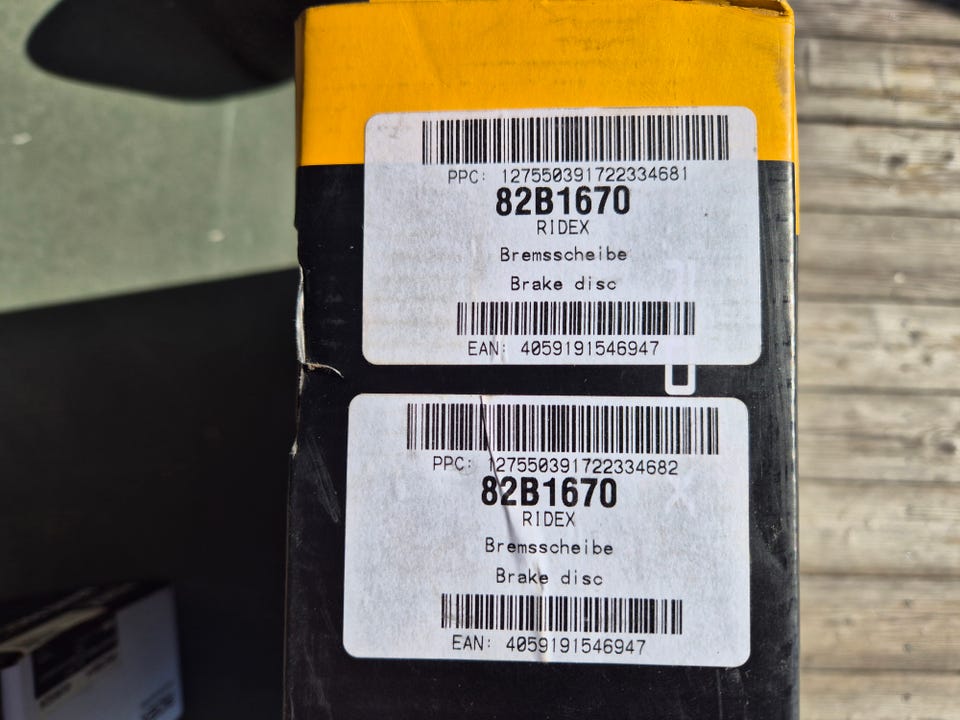 PPC: 127550391722334681
82B1670
RIDEX
Bremsscheibe
Brake disc
EAN: 4059191546947
PPC: 127550391722334682
82B1670
RIDEX
Bremsscheibe
Brake disc
EAN: 4059191546947